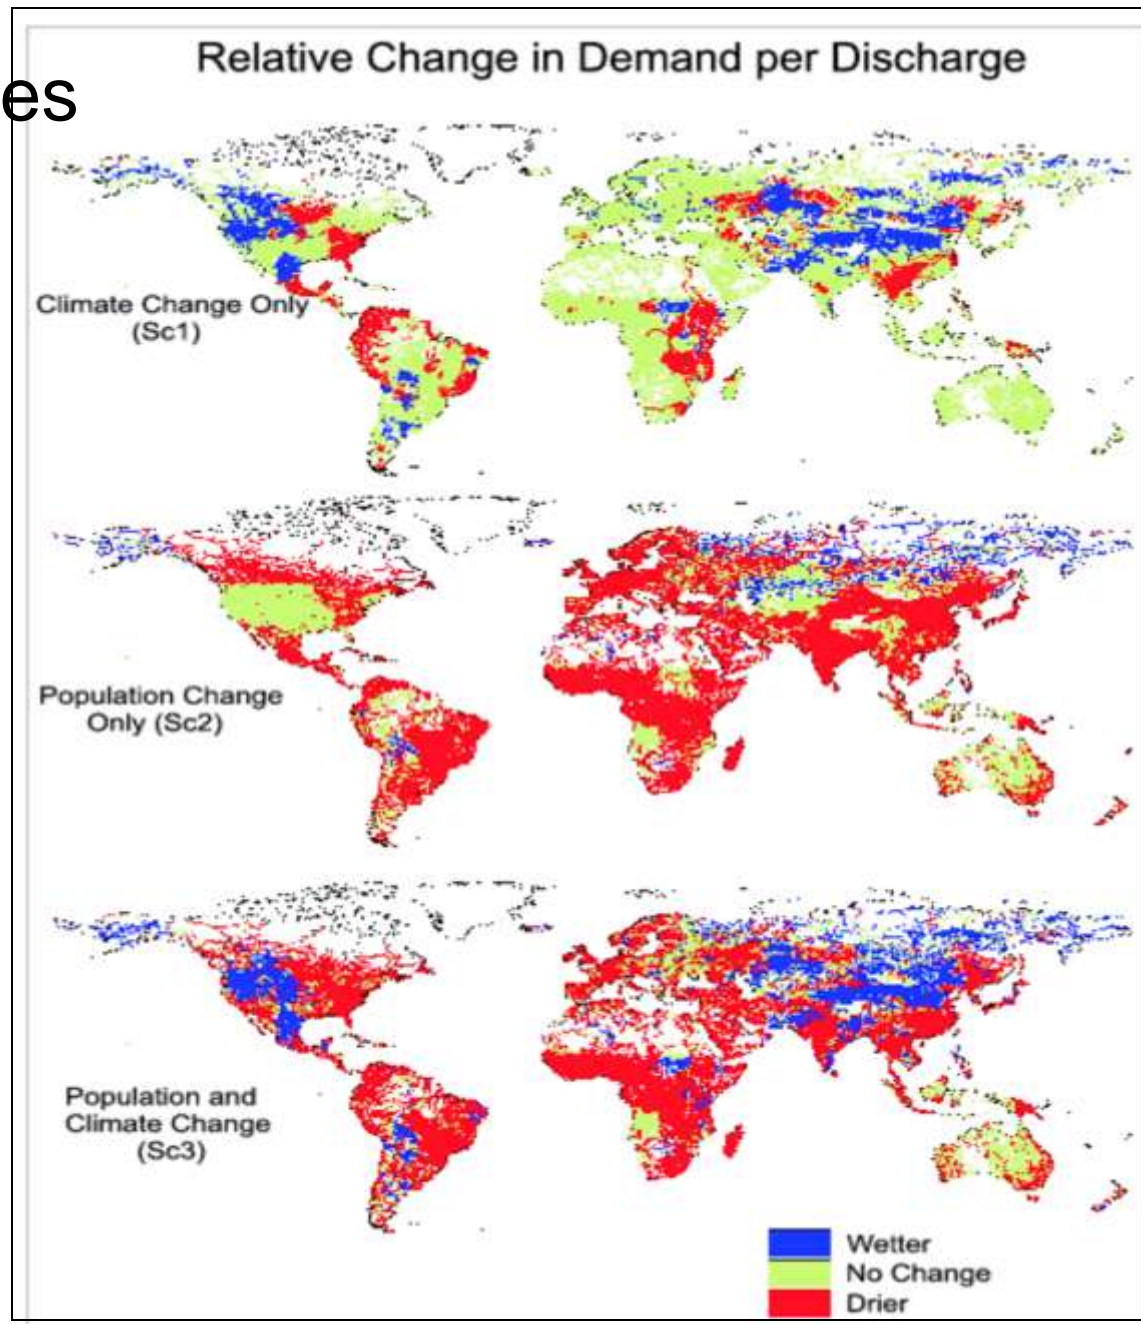 Relative Change in Demand per Discharge
es
Climate Change Only
(Sc1)
Population Change
Only (Sc2)
Population and
Climate Change
(Sc3)
Wetter
No Change
Drier